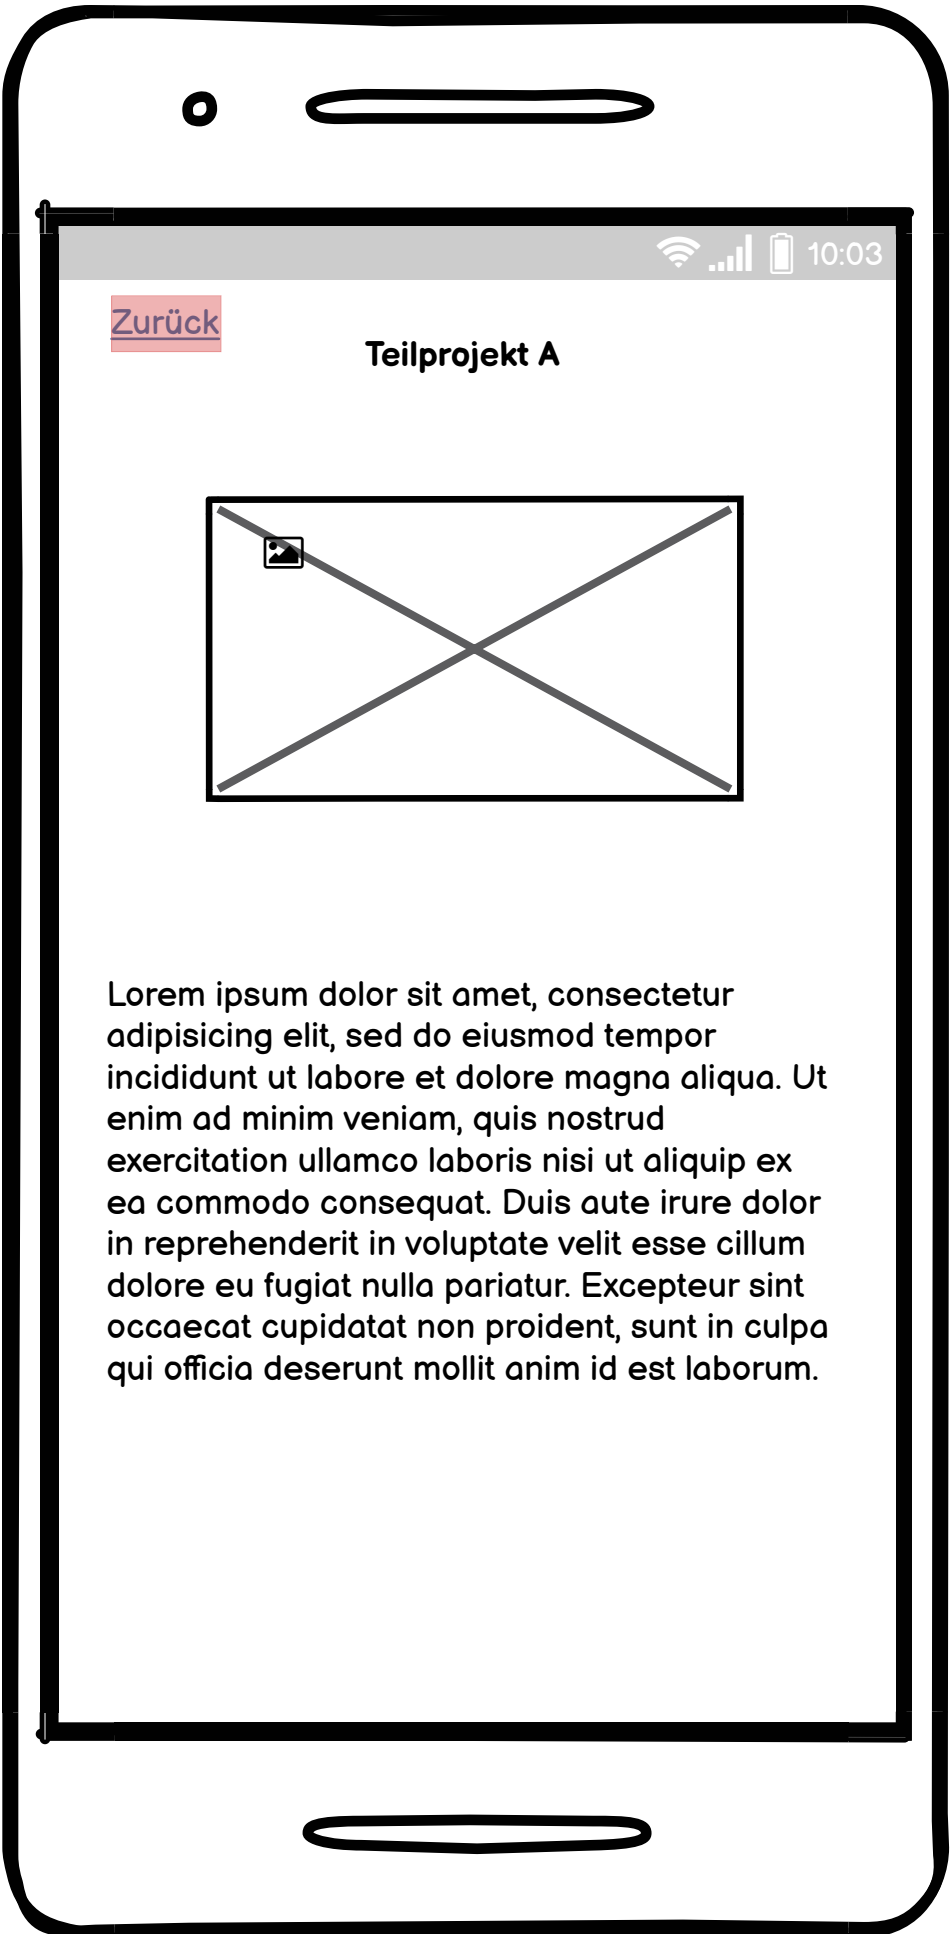 10:03
Zurück
Teilprojekt A
Lorem ipsum dolor sit amet, consectetur
adipisicing elit, sed do eiusmod tempor
incididunt ut labore et dolore magna aliqua. Ut
enim ad minim veniam, quis nostrud
exercitation ullamco laboris nisi ut aliquip ex
ea commodo consequat. Duis aute irure dolor
in reprehenderit in voluptate velit esse cillum
dolore eu fugiat nulla pariatur. Excepteur sint
occaecat cupidatat non proident, sunt in culpa
qui officia deserunt mollit anim id est laborum.